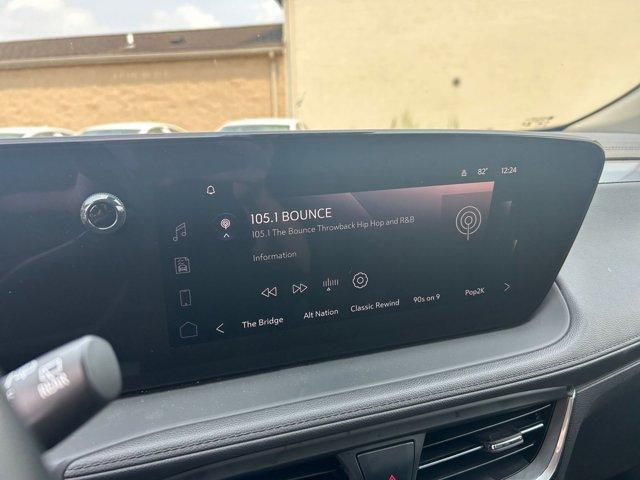 82° 12:24
105.1 BOUNCE
105.1 The Bounce Throwback Hip Hop and R&B
Information
The Bridge Alt Nation Classic Rewind 90s on 9 Pop2K